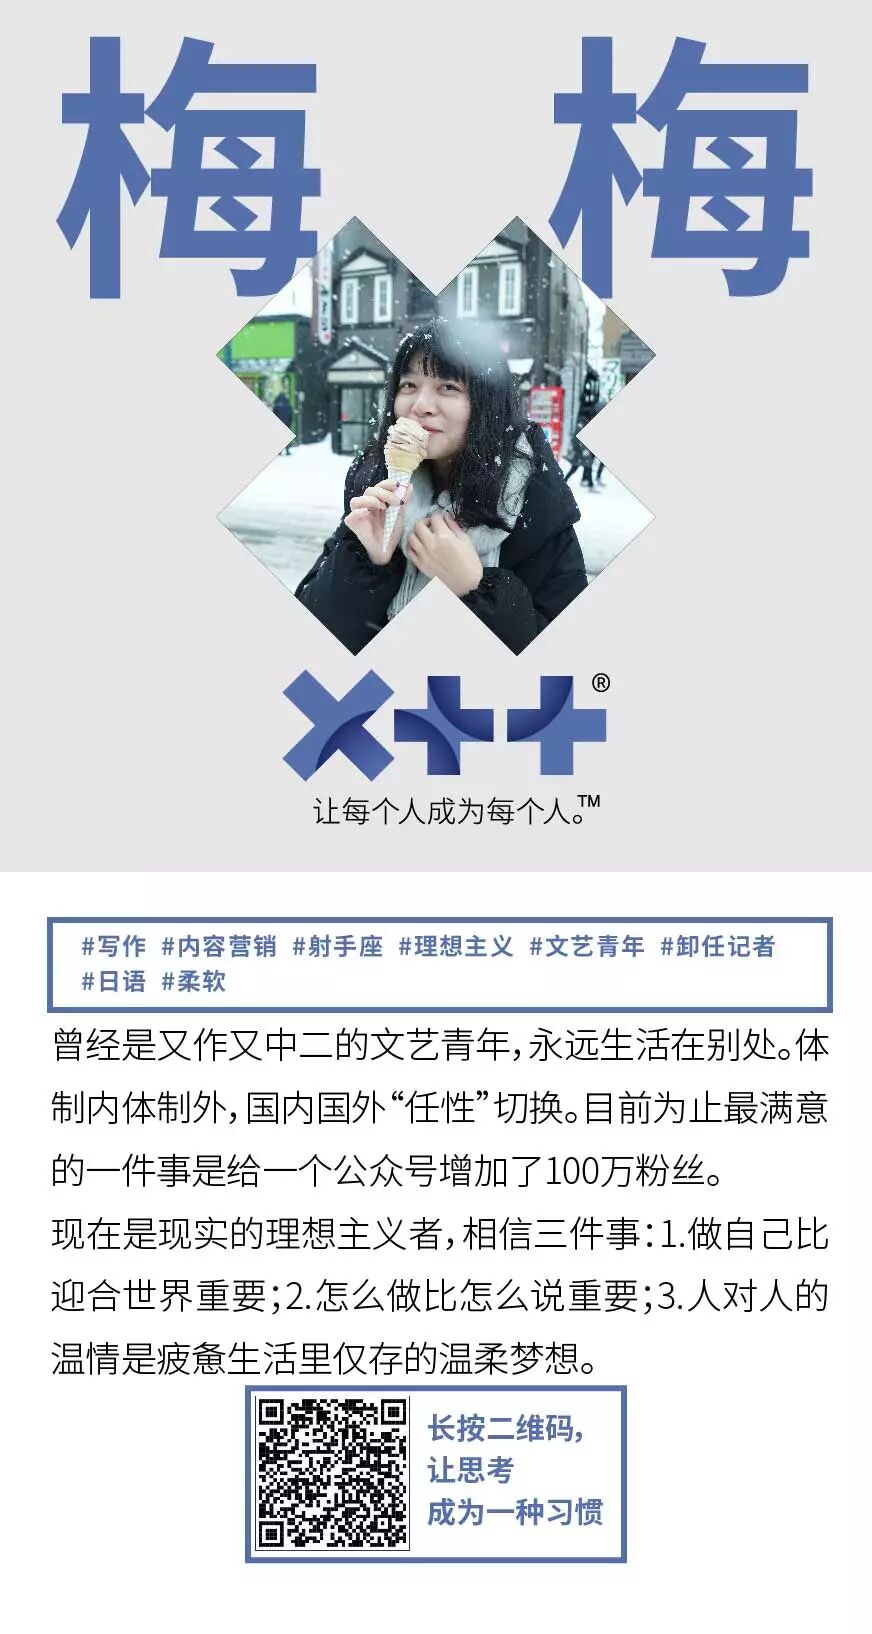 梅 梅
X++®
让每个人成为每个人。™
#写作 #内容营销 #射手座 #理想主义 #文艺青年 #卸任记者
#日语 #柔软
曾经是又作又中二的文艺青年，永远生活在别处。体
制内体制外，国内国外“任性”切换。目前为止最满意
的一件事是给一个公众号增加了100万粉丝。
现在是现实的理想主义者，相信三件事：1.做自己比
迎合世界重要；2.怎么做比怎么说重要；3.人对人的
温情是疲惫生活里仅存的温柔梦想。
长按二维码，
让思考
成为一种习惯